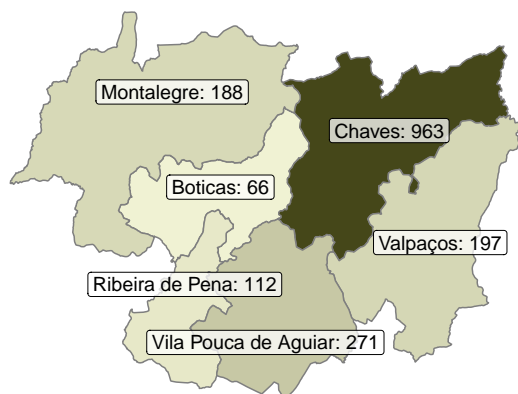 Montalegre: 188
Chaves: 963
Boticas: 66
Valpaços: 197
Ribeira de Pena: 112
Vila Pouca de Aguiar: 271